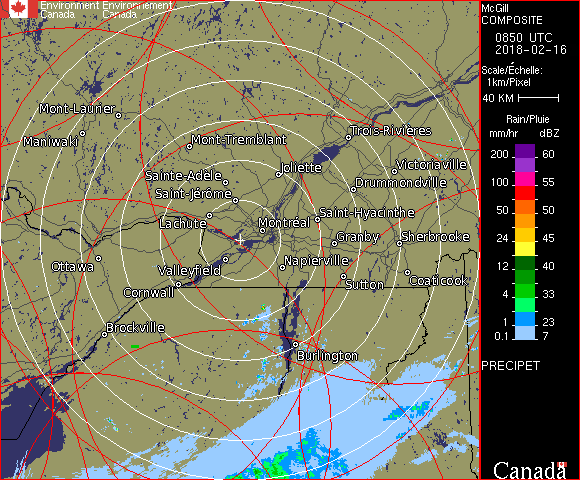 Environment Environnement
Canada Canada
McGill
COMPOSITE
0850 UTC
2018-02-16
Scale/Échelle:
1km/Pixel
40 KM
Rain/Pluie
mm/hr dBZ
200 60
150 57
100 55
50 50
24 45
12 40
4 33
1 23
0.1 7
PRECIPET
Canada
Mont-Laurier
Maniwaki
Mont-Tremblant
Trois-Rivières
Sainte-Adèle
Joliette
Victoriaville
Saint-Jérôme
Drummondville
Lachute
Montréal
Saint-Hyacinthe
Granby
Sherbrooke
Ottawa
Valleyfield
Napierville
Cornwall
Sutton
Coaticook
Brockville
Burlington